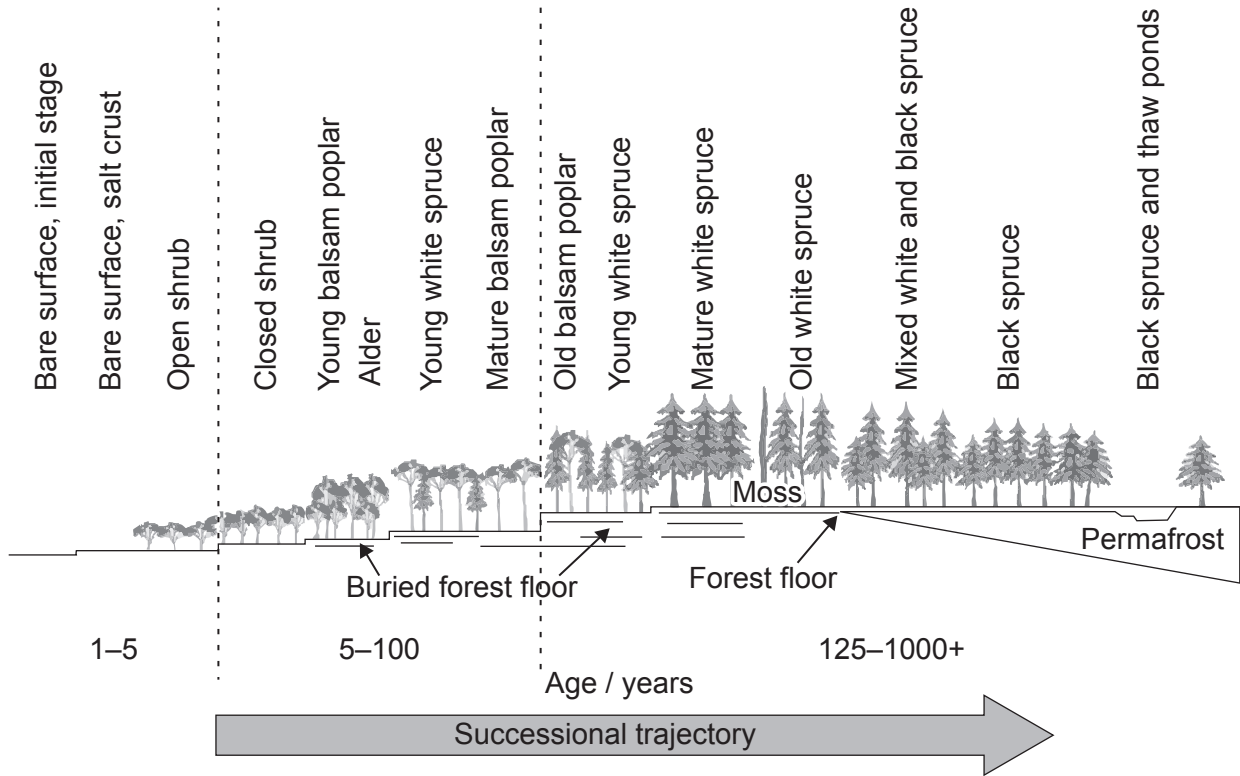 Bare surface, initial stage
Bare surface, salt crust
Open shrub
Closed shrub
Young balsam poplar
Alder
Young white spruce
Mature balsam poplar
Old balsam poplar
Young white spruce
Mature white spruce
Old white spruce
Mixed white and black spruce
Black spruce
Black spruce and thaw ponds
Moss
Permafrost
Buried forest floor
Forest floor
1–5
5–100
125–1000+
Age / years
Successional trajectory